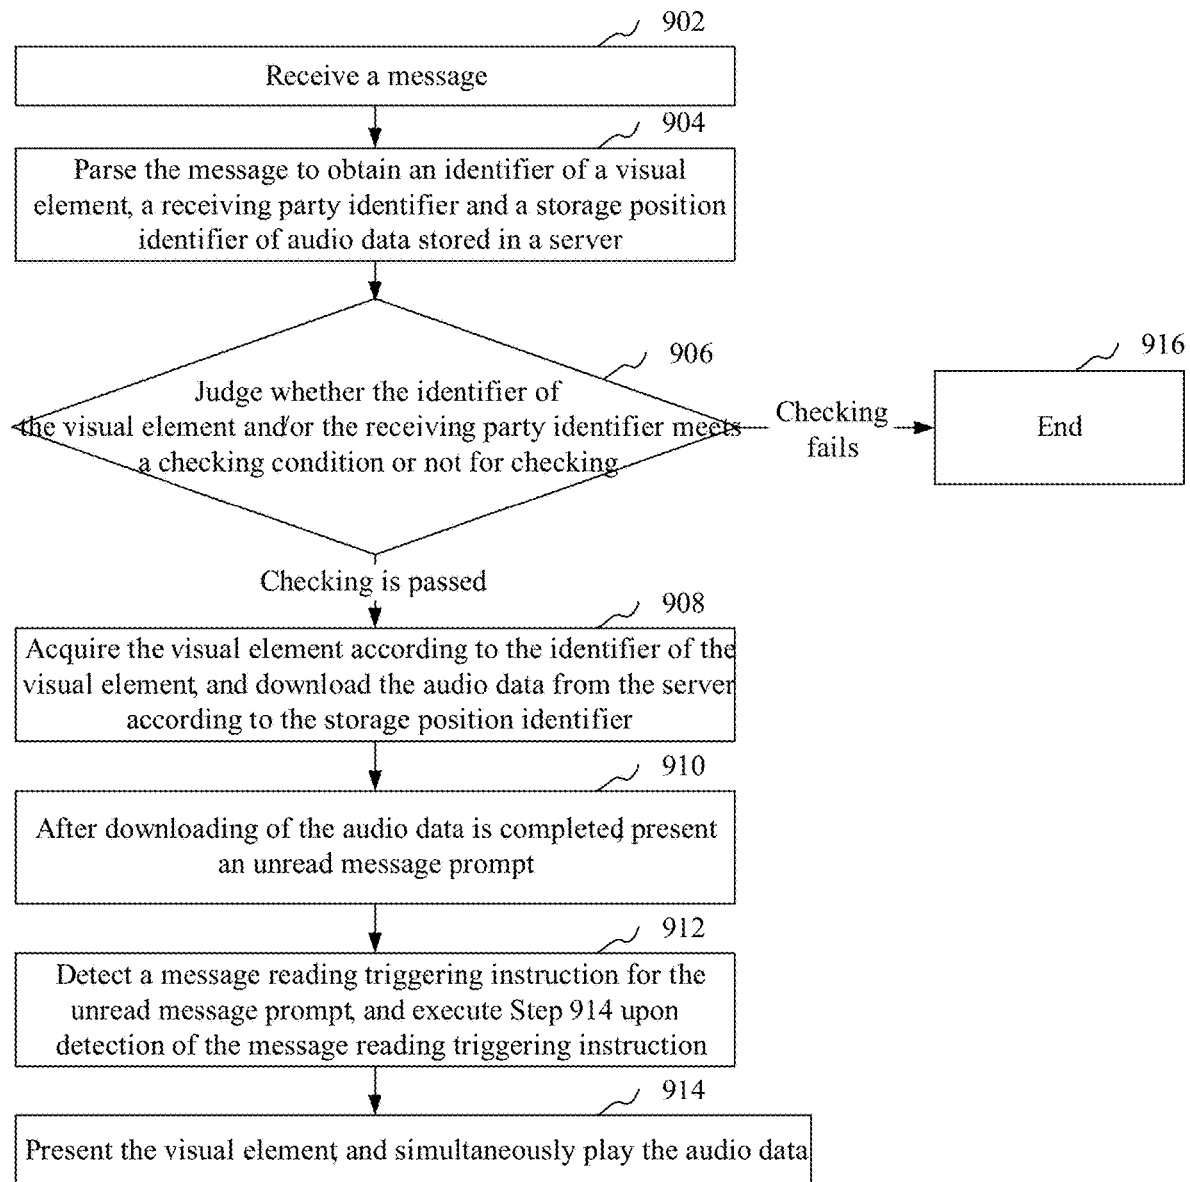 902
Receive a message
904
Parse the message to obtain an identifier of a visual
element, a receiving party identifier and a storage position
identifier of audio data stored in a server
906
Judge whether the identifier of
the visual element and/or the receiving party identifier meets
a checking condition or not for checking
916
End
Checking
fails
Checking is passed
908
Acquire the visual element according to the identifier of the
visual element, and download the audio data from the server
according to the storage position identifier
910
After downloading of the audio data is completed, present
an unread message prompt
912
Detect a message reading triggering instruction for the
unread message prompt, and execute Step 914 upon
detection of the message reading triggering instruction
914
Present the visual element, and simultaneously play the audio data